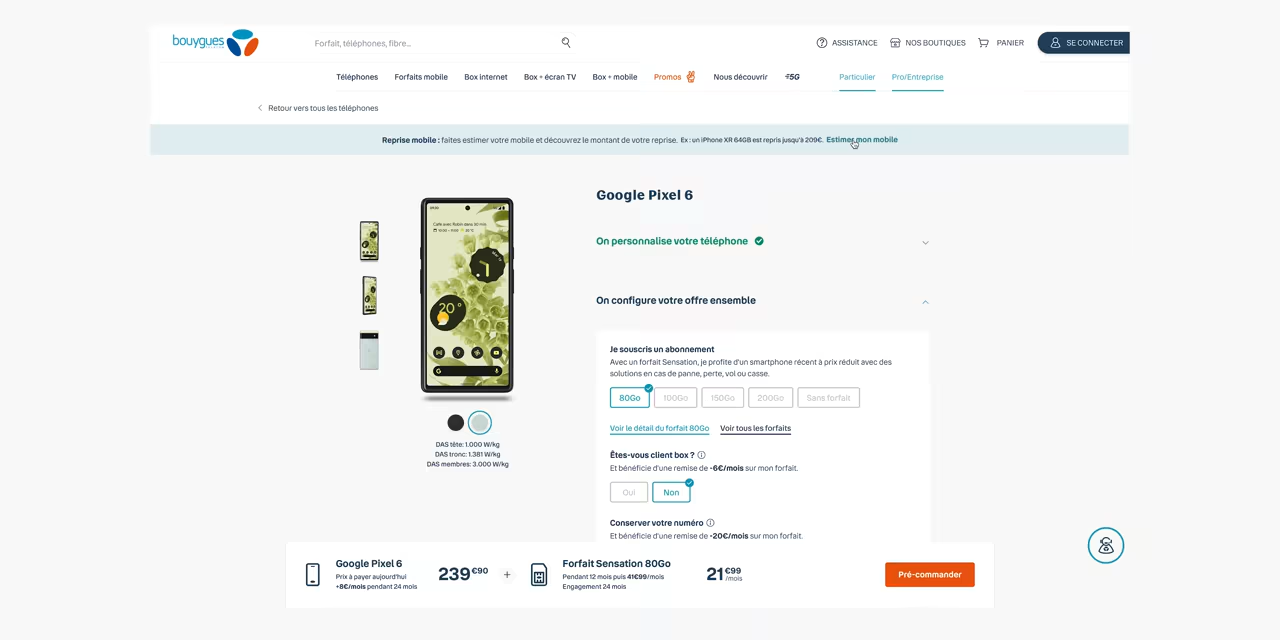 bouygues
Forfait, téléphones, fibre...
ASSISTANCE
NOS BOUTIQUES
PANIER
SE CONNECTER
Téléphones
Forfaits mobile
Box internet
Box + écran TV
Box + mobile
Promos
Nous découvrir
5G
Particulier
Pro/Entreprise
Retour vers tous les téléphones
Reprise mobile : faites estimer votre mobile et découvrez le montant de votre reprise. Ex : un iPhone XR 64GB est repris jusqu'à 209€. Estimer mon mobile
Google Pixel 6
On personnalise votre téléphone
On configure votre offre ensemble
20°
Je souscris un abonnement
Avec un forfait Sensation, je profite d'un smartphone récent à prix réduit avec des
solutions en cas de panne, perte, vol ou casse.
80Go
100Go
150Go
200Go
Sans forfait
Voir le détail du forfait 80Go
Voir tous les forfaits
DAS tête: 1.000 W/kg
DAS tronc: 1.381 W/kg
DAS membres: 3.000 W/kg
Êtes-vous client box ?
Et bénéficie d'une remise de -6€/mois sur mon forfait.
Oui
Non
Conserver votre numéro
Et bénéficie d'une remise de -20€/mois sur mon forfait.
Google Pixel 6
Prix à payer aujourd'hui
+8€/mois pendant 24 mois
239€90
+
Forfait Sensation 80Go
Pendant 12 mois puis 41€99/mois
Engagement 24 mois
21€99
/mois
Pré-commander